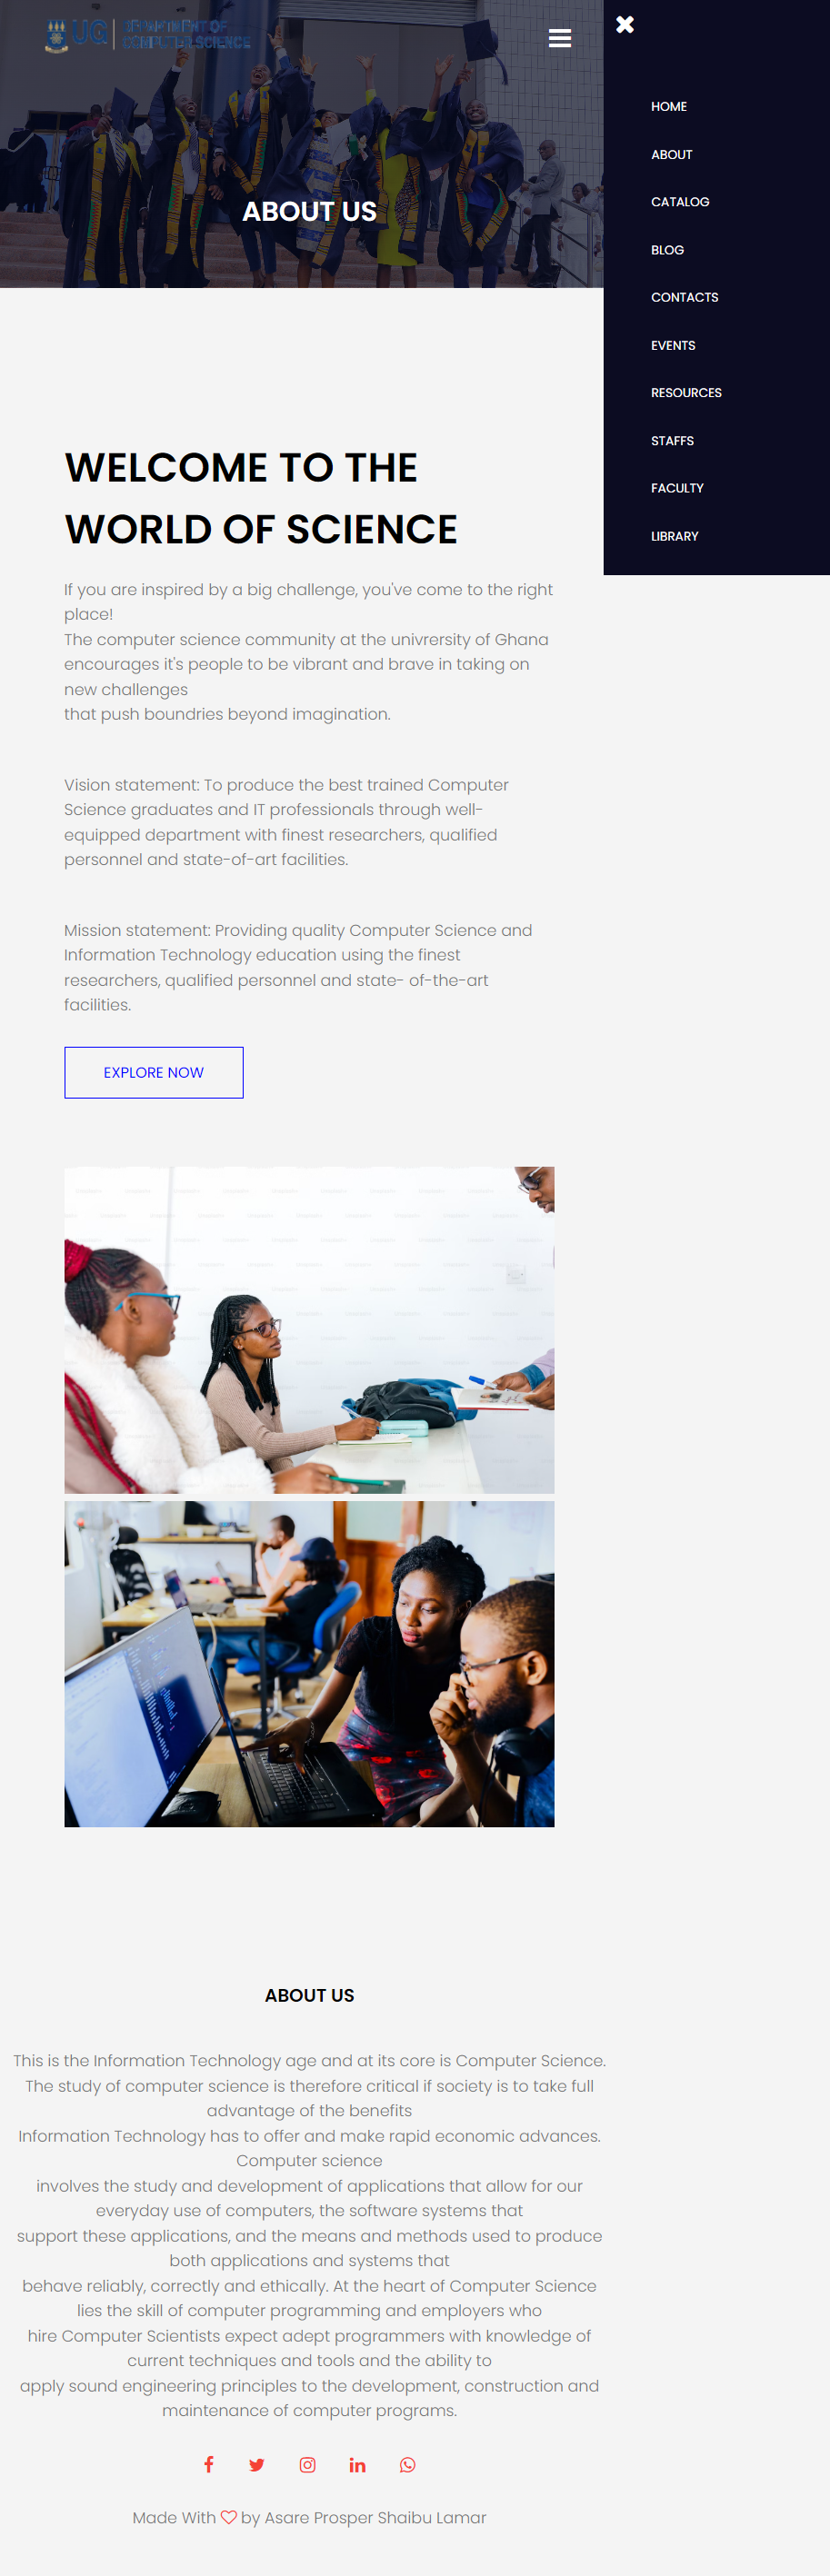 UG
DEPARTMENT OF
COMPUTER SCIENCE
HOME
ABOUT
CATALOG
BLOG
CONTACTS
EVENTS
RESOURCES
STAFFS
FACULTY
LIBRARY
ABOUT US
WELCOME TO THE
WORLD OF SCIENCE
If you are inspired by a big challenge, you've come to the right
place!
The computer science community at the univrersity of Ghana
encourages it's people to be vibrant and brave in taking on
new challenges
that push boundries beyond imagination.
Vision statement: To produce the best trained Computer
Science graduates and IT professionals through well-
equipped department with finest researchers, qualified
personnel and state-of-art facilities.
Mission statement: Providing quality Computer Science and
Information Technology education using the finest
researchers, qualified personnel and state- of-the-art
facilities.
EXPLORE NOW
ABOUT US
This is the Information Technology age and at its core is Computer Science.
The study of computer science is therefore critical if society is to take full
advantage of the benefits
Information Technology has to offer and make rapid economic advances.
Computer science
involves the study and development of applications that allow for our
everyday use of computers, the software systems that
support these applications, and the means and methods used to produce
both applications and systems that
behave reliably, correctly and ethically. At the heart of Computer Science
lies the skill of computer programming and employers who
hire Computer Scientists expect adept programmers with knowledge of
current techniques and tools and the ability to
apply sound engineering principles to the development, construction and
maintenance of computer programs.
Made With ♡ by Asare Prosper Shaibu Lamar